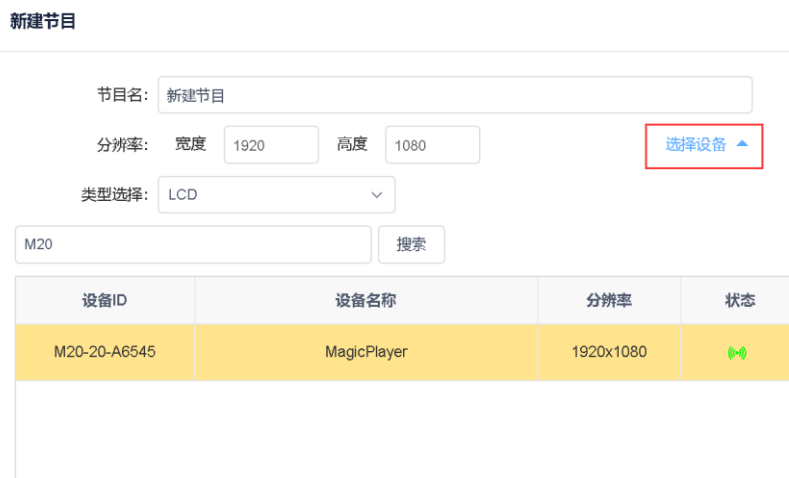 新建节目
节目名: 新建节目
分辨率: 宽度 1920 高度 1080 选择设备
类型选择: LCD
M20 搜索
设备ID 设备名称 分辨率 状态
M20-20-A6545 MagicPlayer 1920x1080